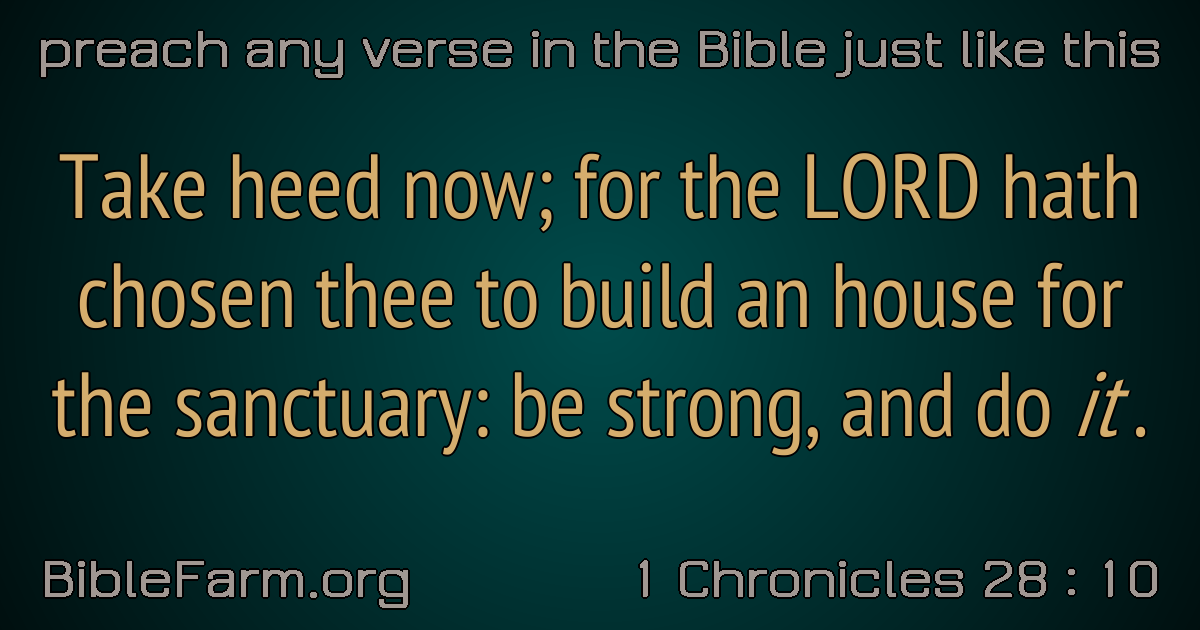 preach any verse in the Bible just like this
Take heed now; for the LORD hath
chosen thee to build an house for
the sanctuary: be strong, and do it.
BibleFarm.org
1 Chronicles 28 : 10